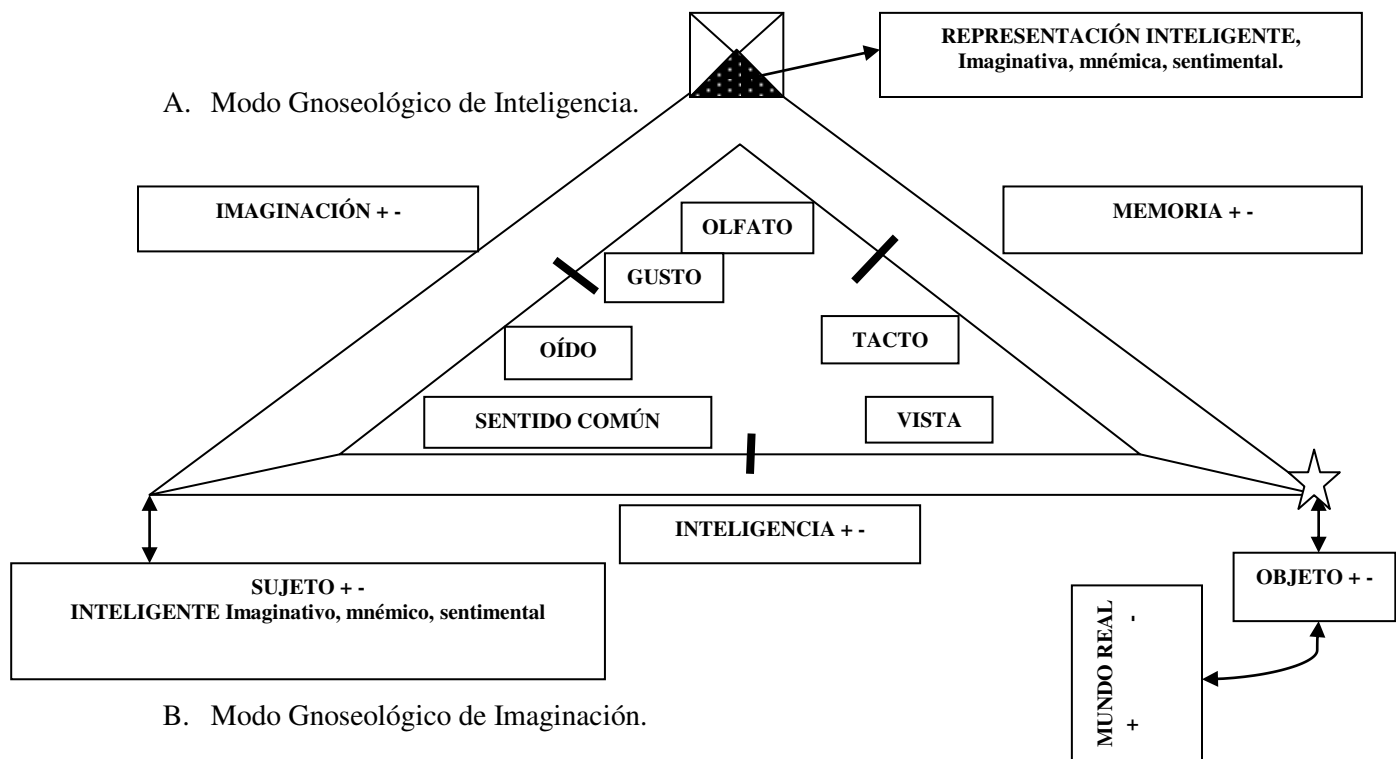 REPRESENTACIÓN INTELIGENTE,
Imaginativa, mnémica, sentimental.
A. Modo Gnoseológico de Inteligencia.
IMAGINACIÓN + -
MEMORIA + -
OLFATO
GUSTO
OÍDO
TACTO
SENTIDO COMÚN
VISTA
INTELIGENCIA + -
SUJETO + -
INTELIGENTE Imaginativo, mnémico, sentimental
OBJETO + -
MUNDO REAL
+ -
B. Modo Gnoseológico de Imaginación.